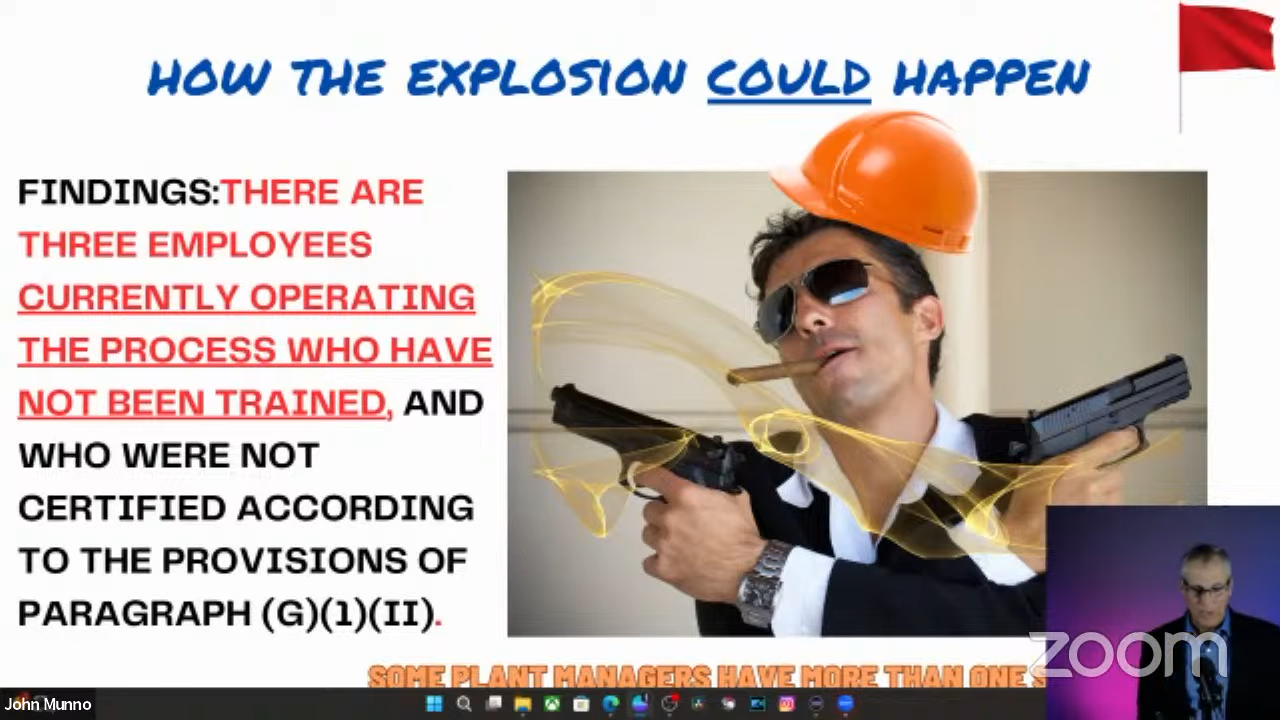 HOW THE EXPLOSION COULD HAPPEN
FINDINGS:THERE ARE
THREE EMPLOYEES
CURRENTLY OPERATING
THE PROCESS WHO HAVE
NOT BEEN TRAINED, AND
WHO WERE NOT
CERTIFIED ACCORDING
TO THE PROVISIONS OF
PARAGRAPH (G)(1)(II).
SOME PLANT MANAGERS HAVE MORE THAN ONE
zoom
John Munno